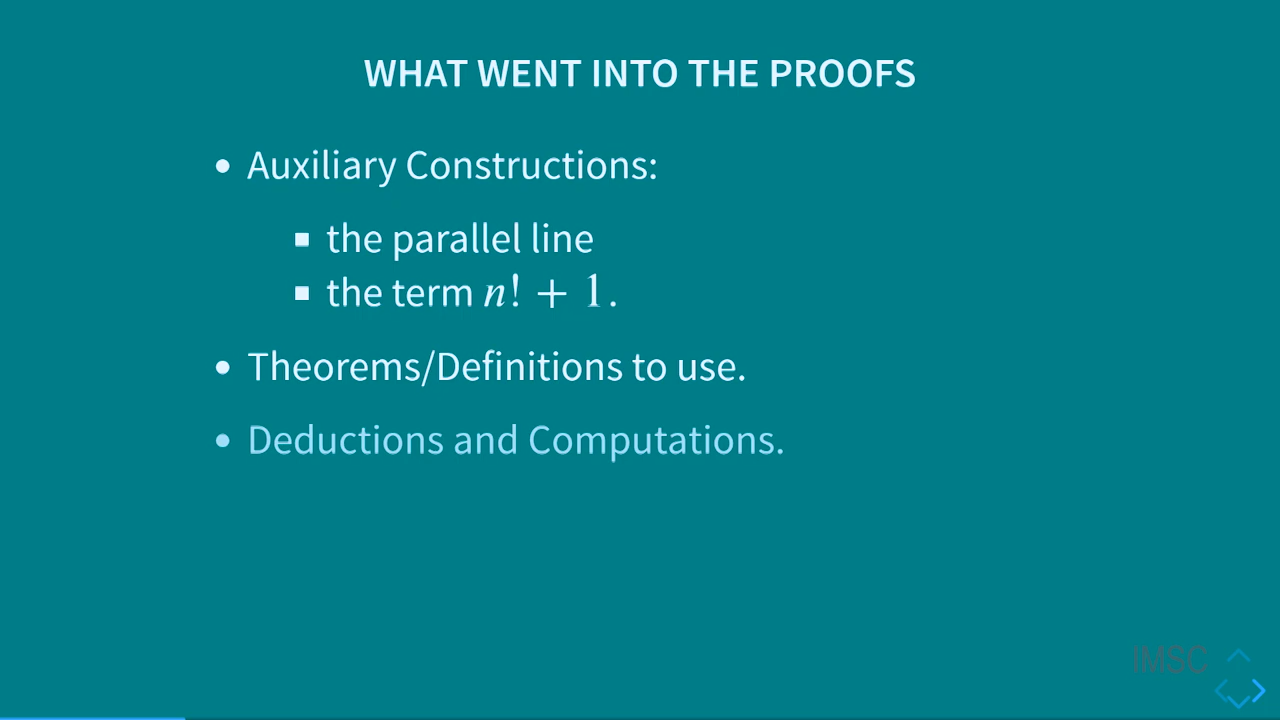 WHAT WENT INTO THE PROOFS
• Auxiliary Constructions:
▪ the parallel line
▪ the term n! + 1.
• Theorems/Definitions to use.
• Deductions and Computations.
IMSC